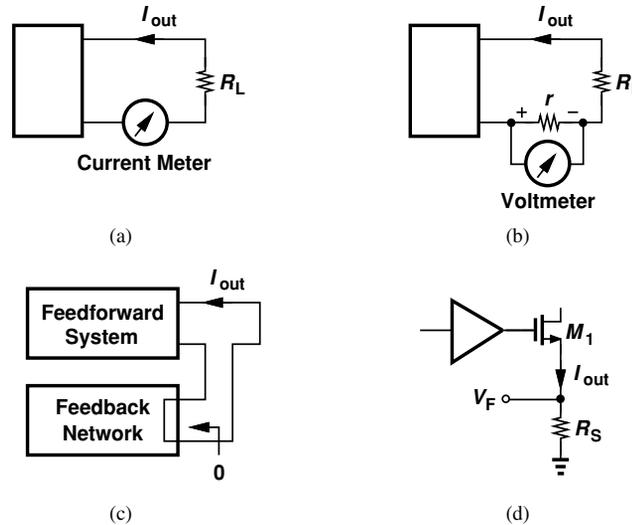 I out
R L
Current Meter
(a)
I out
R
r
+ −
Voltmeter
(b)
I out
Feedforward
System
Feedback
Network
0
(c)
M 1
I out
V F
R S
(d)